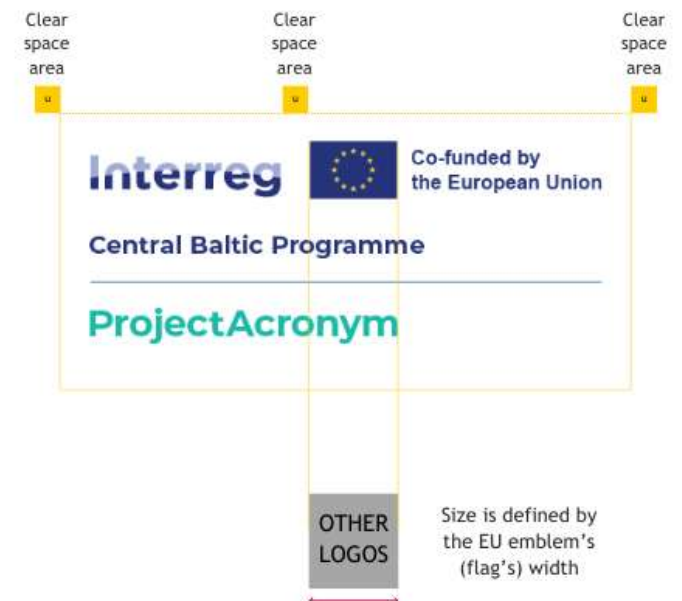 Clear
space
area
Clear
space
area
Clear
space
area
u
u
u
Interreg
Co-funded by
the European Union
Central Baltic Programme
ProjectAcronym
OTHER
LOGOS
Size is defined by
the EU emblem's
(flag's) width